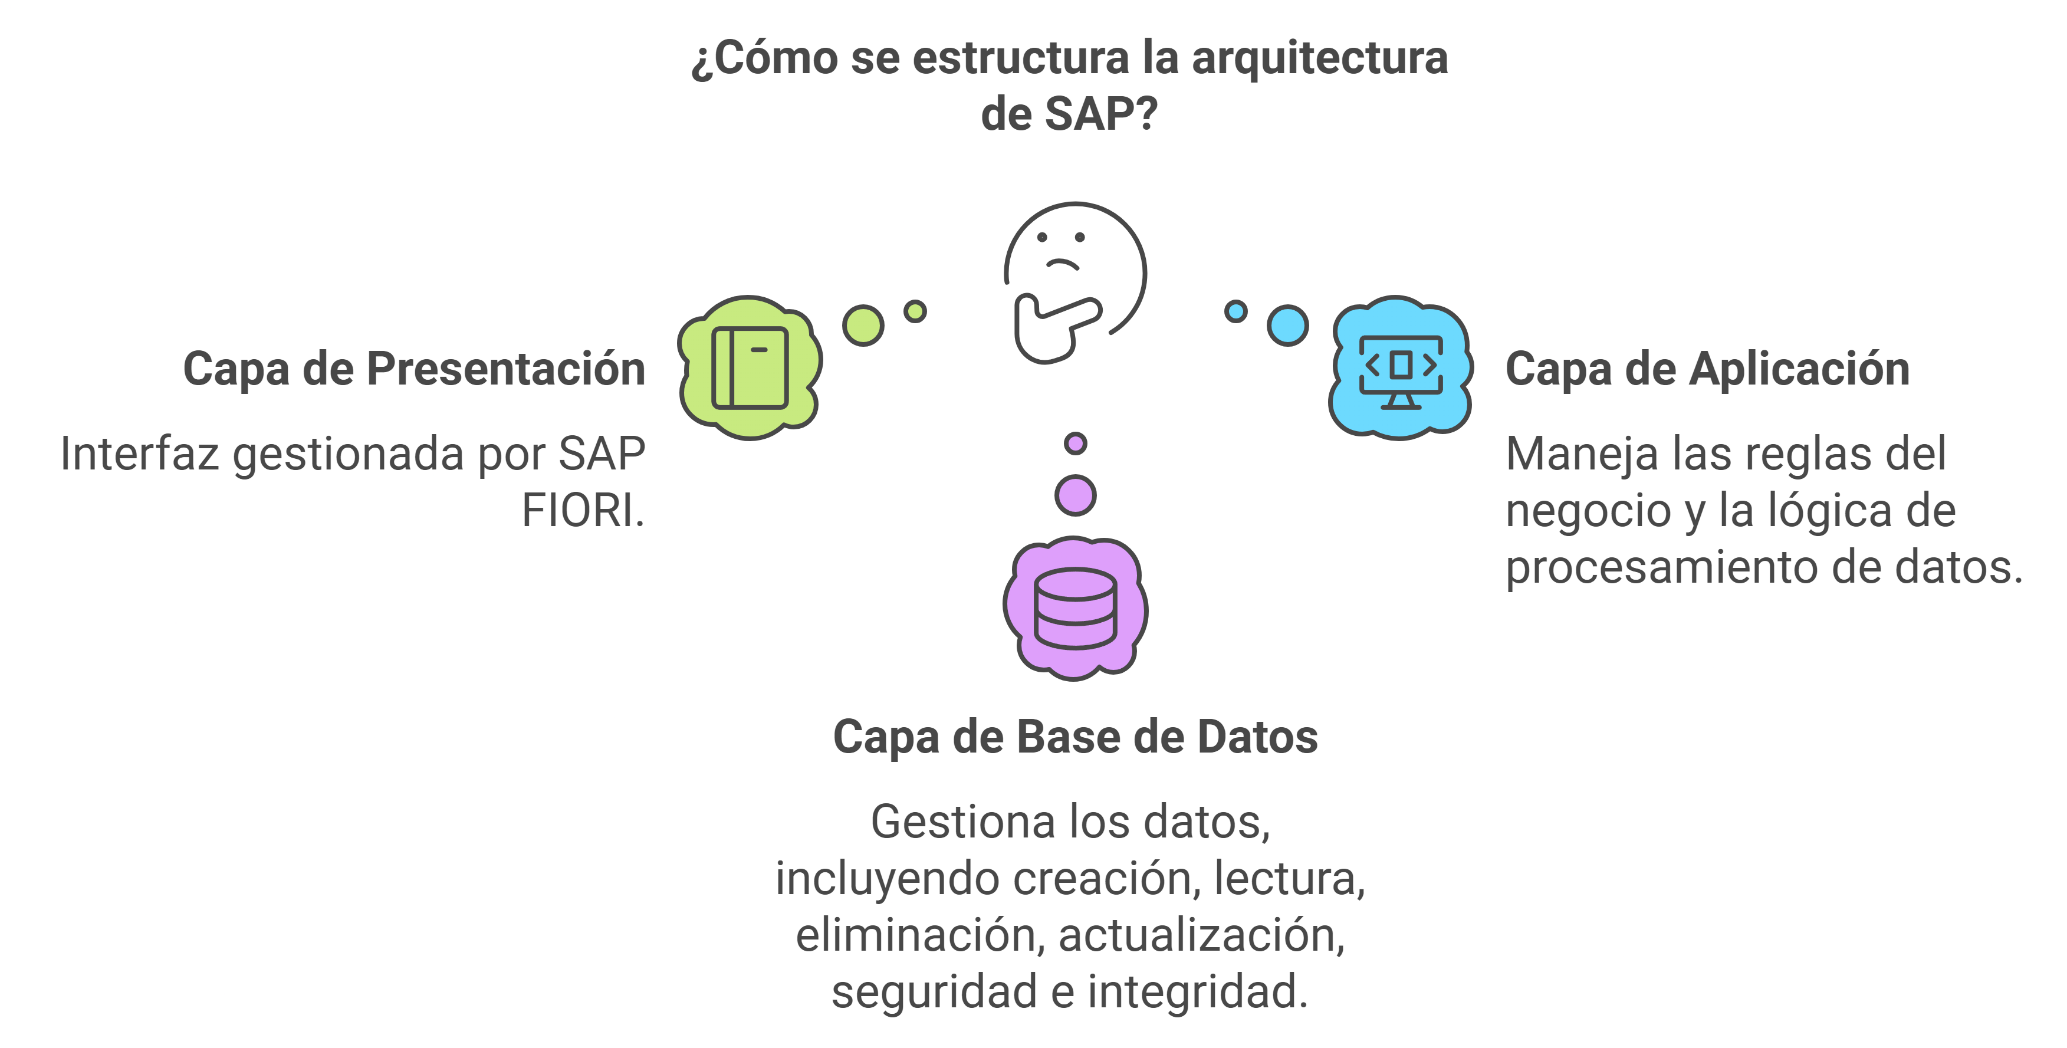 ¿Cómo se estructura la arquitectura
de SAP?
Capa de Presentación
Interfaz gestionada por SAP
FIORI.
Capa de Aplicación
Maneja las reglas del
negocio y la lógica de
procesamiento de datos.
Capa de Base de Datos
Gestiona los datos,
incluyendo creación, lectura,
eliminación, actualización,
seguridad e integridad.